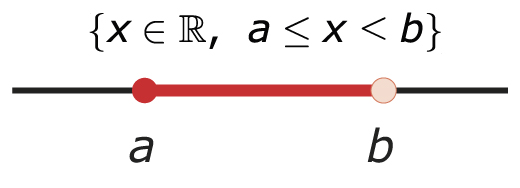 {x ∈ ℝ, a ≤ x < b}
a b